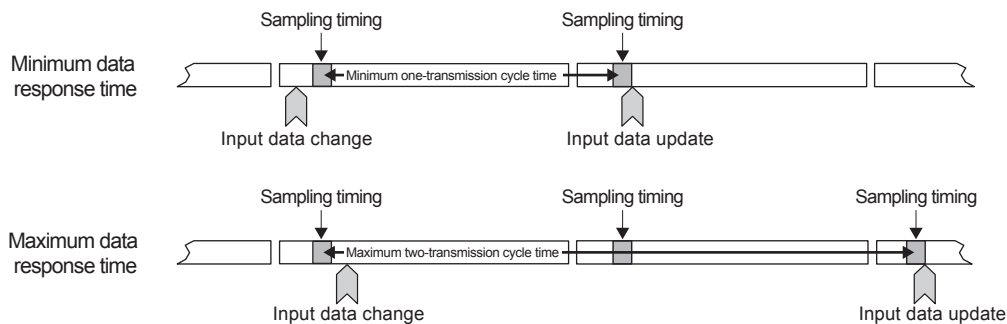 Sampling timing
Sampling timing
Minimum data
response time
Minimum one-transmission cycle time
Input data change
Input data update
Sampling timing
Sampling timing
Sampling timing
Maximum data
response time
Maximum two-transmission cycle time
Input data change
Input data update